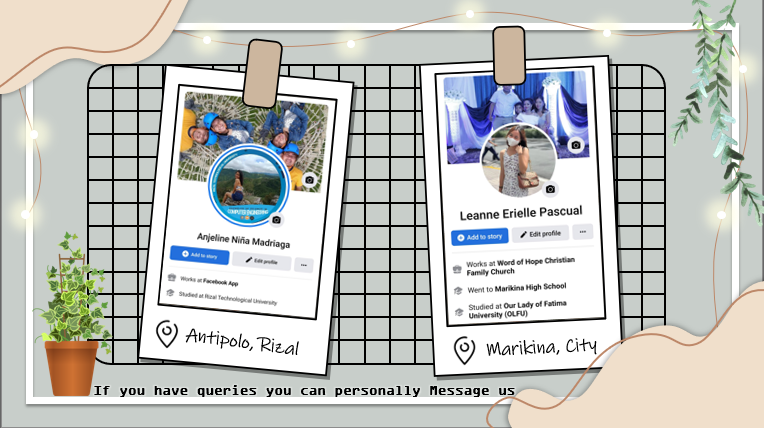 COMPUTER ENGINEERING
Anjeline Niña Madriaga
Add to story
Edit profile
Works at Facebook App
Studied at Rizal Technological University
Antipolo, Rizal
Leanne Erielle Pascual
Add to story
Edit profile
Works at Word of Hope Christian
Family Church
Went to Marikina High School
Studied at Our Lady of Fatima
University (OLFU)
Marikina, City
If you have queries you can personally Message us